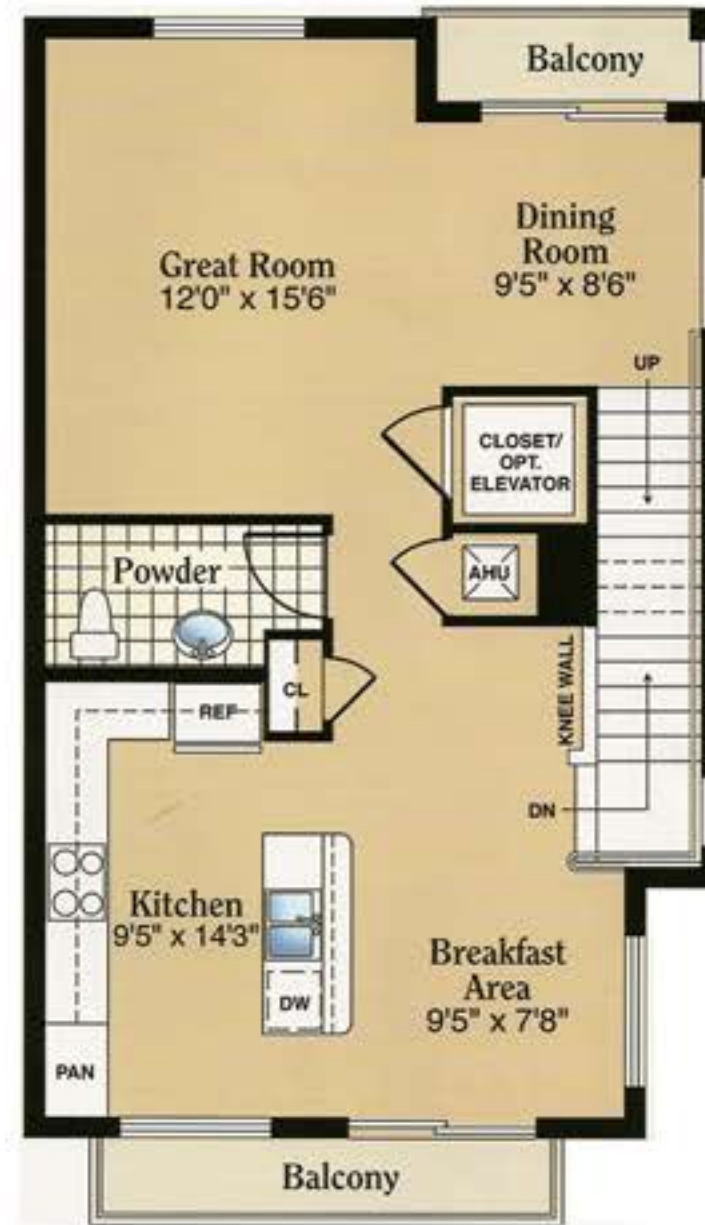 Balcony
Dining
Room
9'5" x 8'6"
Great Room
12'0" x 15'6"
UP
CLOSET/
OPT.
ELEVATOR
Powder
AHU
KNEE WALL
CL
REF
DN
Kitchen
9'5" x 14'3"
Breakfast
Area
9'5" x 7'8"
DW
PAN
Balcony